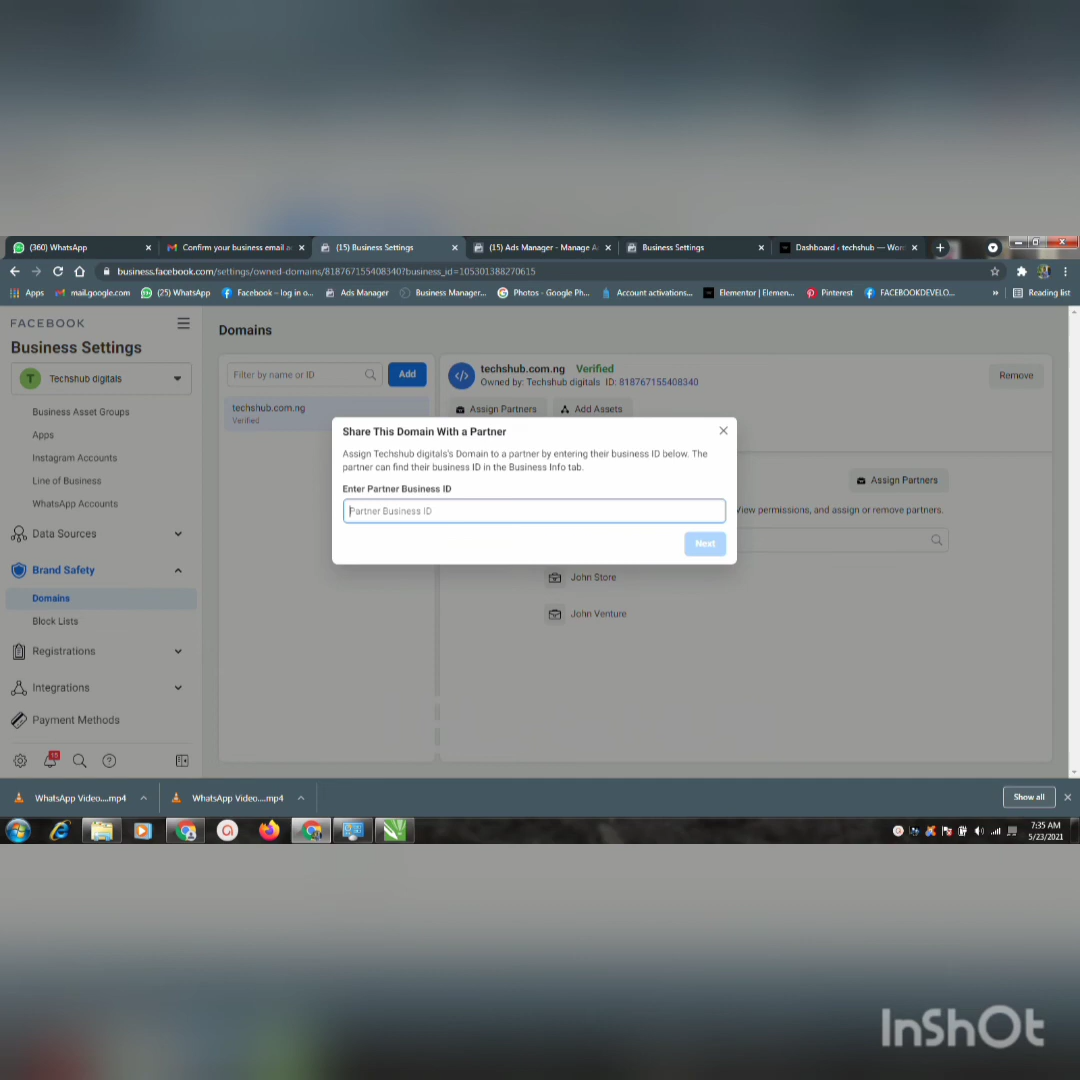 (360) WhatsApp
Confirm your business email a
(15) Business Settings
(15) Ads Manager - Manage A
Business Settings
Dashboard ‹ techshub — Wor
business.facebook.com/settings/owned-domains/818767155408340?business_id=105301388270615
Apps
mail.google.com
(25) WhatsApp
Facebook – log in o...
Ads Manager
Business Manager...
Photos - Google Ph...
Account activations...
Elementor | Elemen...
Pinterest
FACEBOOKDEVELO...
»
Reading list
FACEBOOK
Business Settings
T
Techshub digitals
Business Asset Groups
Apps
Instagram Accounts
Line of Business
WhatsApp Accounts
Data Sources
Brand Safety
Domains
Block Lists
Registrations
Integrations
Payment Methods
15
Domains
Filter by name or ID
Add
techshub.com.ng
Verified
techshub.com.ng Verified
Owned by: Techshub digitals ID: 818767155408340
Remove
Assign Partners
Add Assets
Share This Domain With a Partner
Assign Techshub digitals's Domain to a partner by entering their business ID below. The
partner can find their business ID in the Business Info tab.
Enter Partner Business ID
Partner Business ID
Next
Assign Partners
View permissions, and assign or remove partners.
John Store
John Venture
WhatsApp Video....mp4
WhatsApp Video....mp4
Show all
7:35 AM
5/23/2021
InShOt